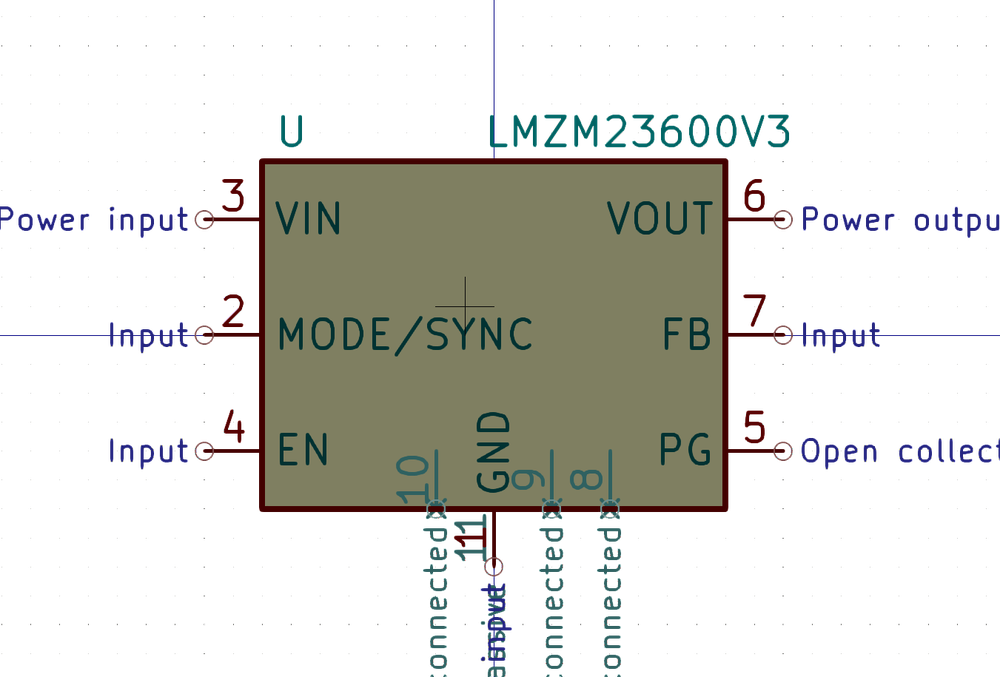 U LMZM23600V3
Power input 3 VIN VOUT 6 Power outpu
Input 2 MODE/SYNC FB 7 Input
Input 4 EN PG 5 Open collect
10 GND 9 8
connected input connected connected